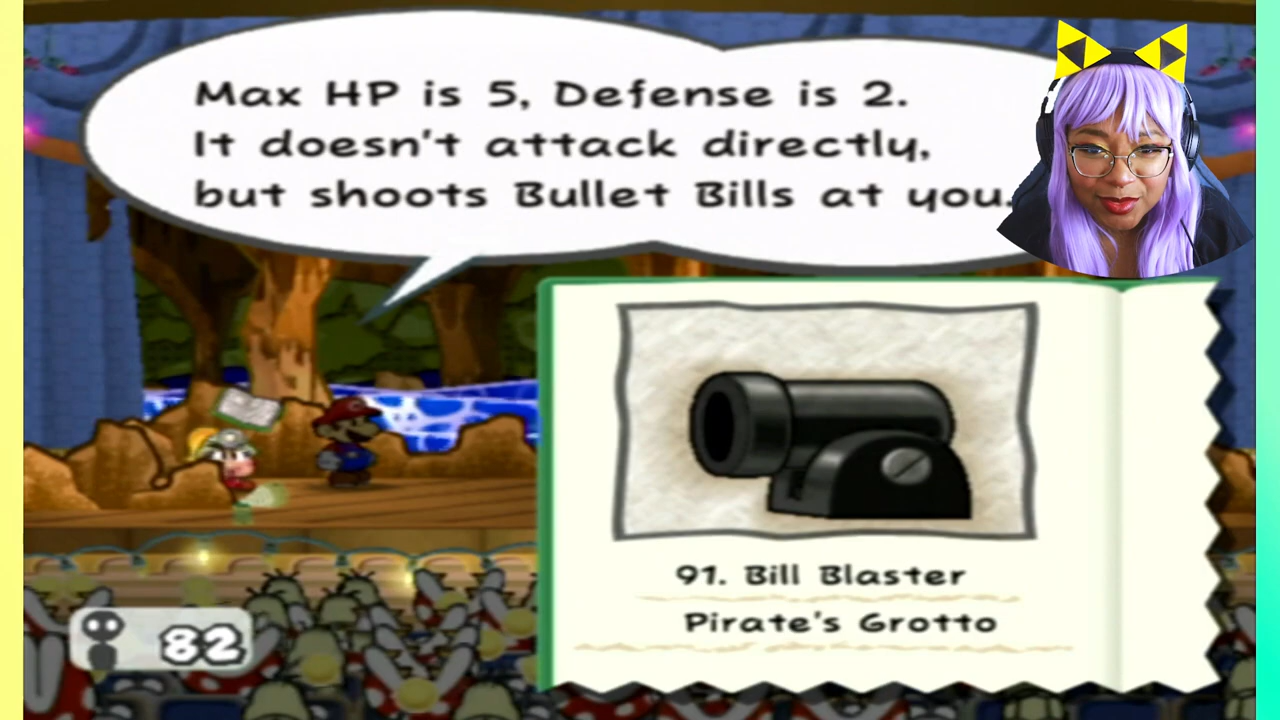 Max HP is 5, Defense is 2.
It doesn't attack directly,
but shoots Bullet Bills at you.
91. Bill Blaster
Pirate's Grotto
82